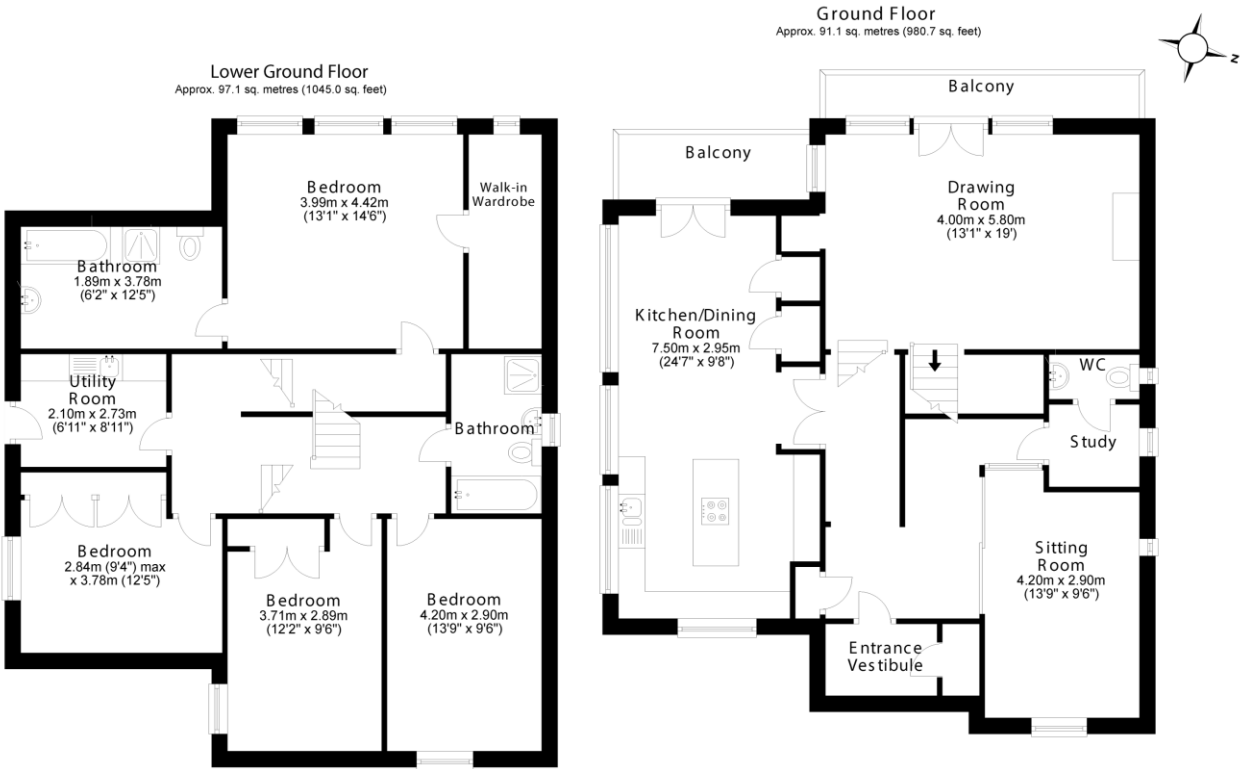 Lower Ground Floor
Approx. 97.1 sq. metres (1045.0 sq. feet)
Bedroom
3.99m x 4.42m
(13'1" x 14'6")
Walk-in
Wardrobe
Bathroom
1.89m x 3.78m
(6'2" x 12'5")
Utility
Room
2.10m x 2.73m
(6'11" x 8'11")
Bathroom
Bedroom
2.84m (9'4") max
x 3.78m (12'5")
Bedroom
3.71m x 2.89m
(12'2" x 9'6")
Bedroom
4.20m x 2.90m
(13'9" x 9'6")
Ground Floor
Approx. 91.1 sq. metres (980.7 sq. feet)
N
Balcony
Balcony
Drawing
Room
4.00m x 5.80m
(13'1" x 19')
Kitchen/Dining
Room
7.50m x 2.95m
(24'7" x 9'8")
WC
Study
Sitting
Room
4.20m x 2.90m
(13'9" x 9'6")
Entrance
Vestibule